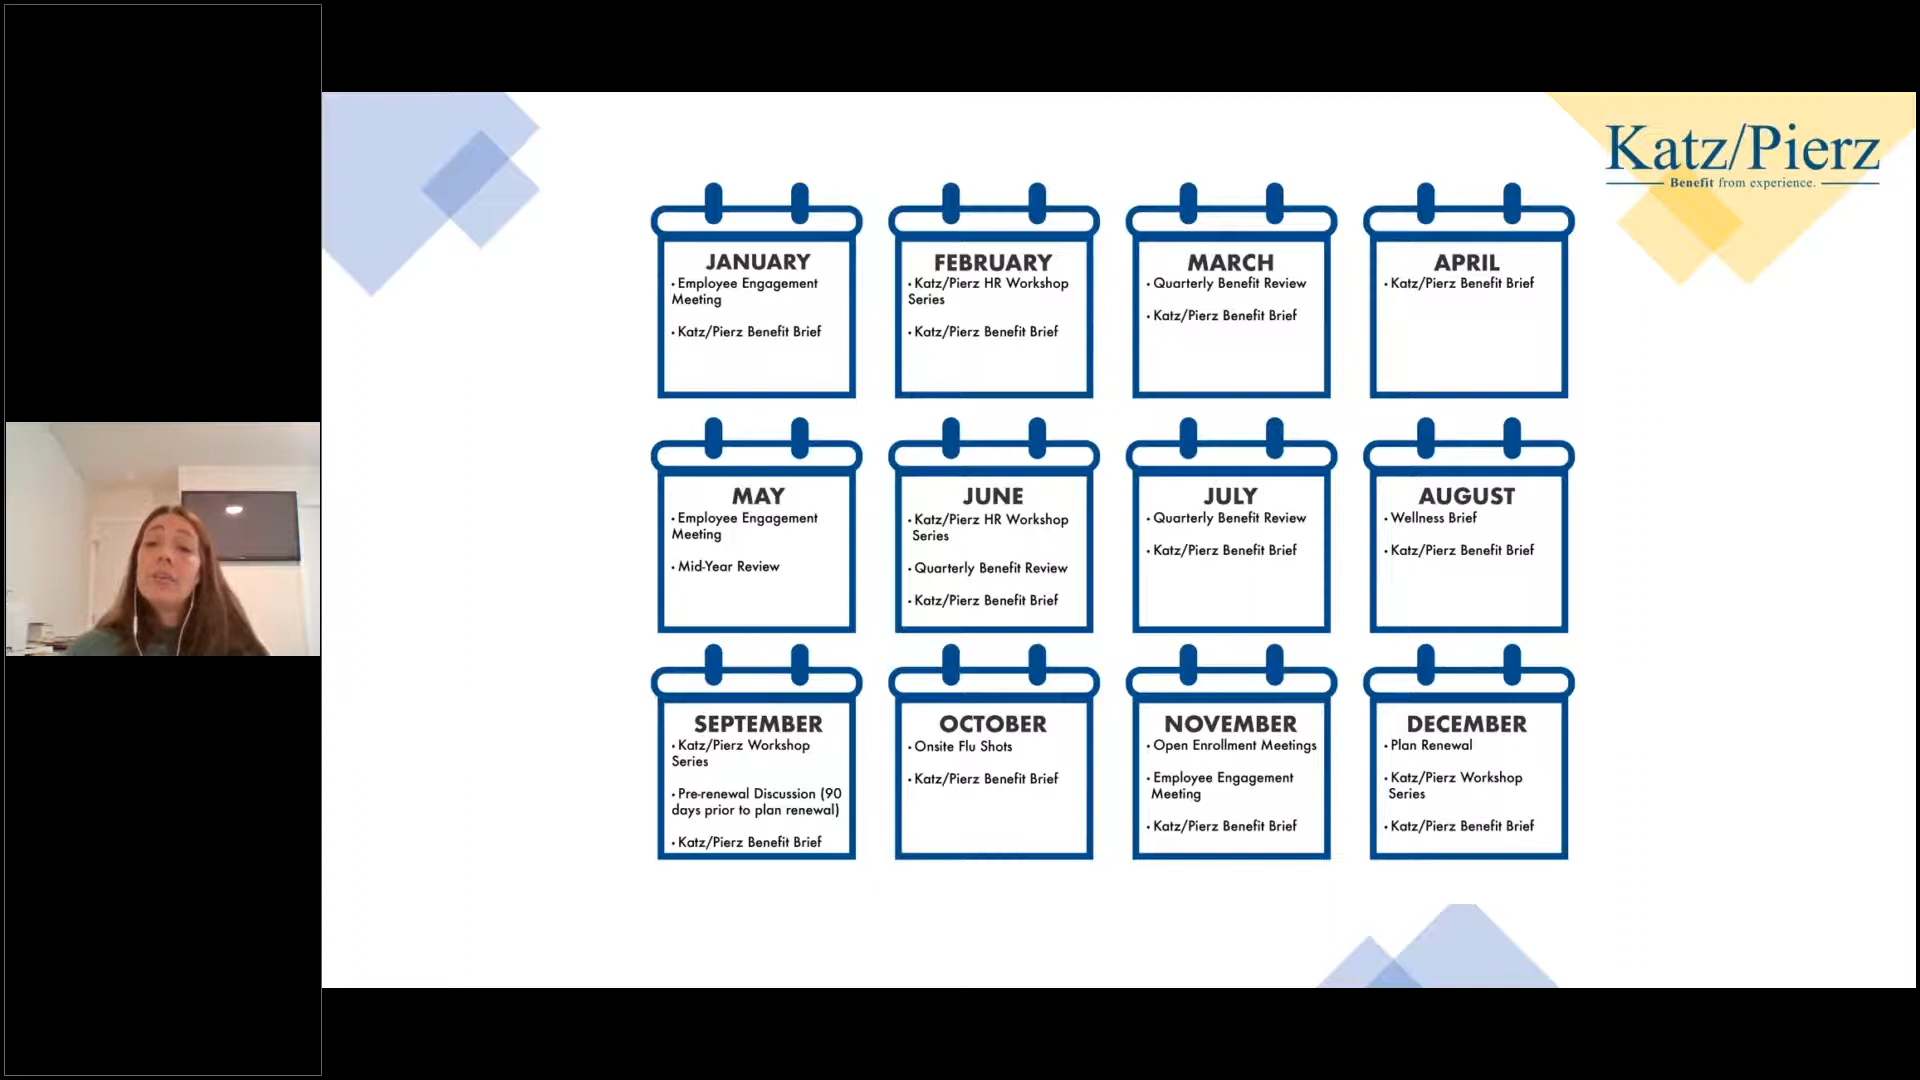 Katz/Pierz
Benefit from experience.
JANUARY
• Employee Engagement
Meeting
• Katz/Pierz Benefit Brief
FEBRUARY
• Katz/Pierz HR Workshop
Series
• Katz/Pierz Benefit Brief
MARCH
• Quarterly Benefit Review
• Katz/Pierz Benefit Brief
APRIL
• Katz/Pierz Benefit Brief
MAY
• Employee Engagement
Meeting
• Mid-Year Review
JUNE
• Katz/Pierz HR Workshop
Series
• Quarterly Benefit Review
• Katz/Pierz Benefit Brief
JULY
• Quarterly Benefit Review
• Katz/Pierz Benefit Brief
AUGUST
• Wellness Brief
• Katz/Pierz Benefit Brief
SEPTEMBER
• Katz/Pierz Workshop
Series
• Pre-renewal Discussion (90
days prior to plan renewal)
• Katz/Pierz Benefit Brief
OCTOBER
• Onsite Flu Shots
• Katz/Pierz Benefit Brief
NOVEMBER
• Open Enrollment Meetings
• Employee Engagement
Meeting
• Katz/Pierz Benefit Brief
DECEMBER
• Plan Renewal
• Katz/Pierz Workshop
Series
• Katz/Pierz Benefit Brief